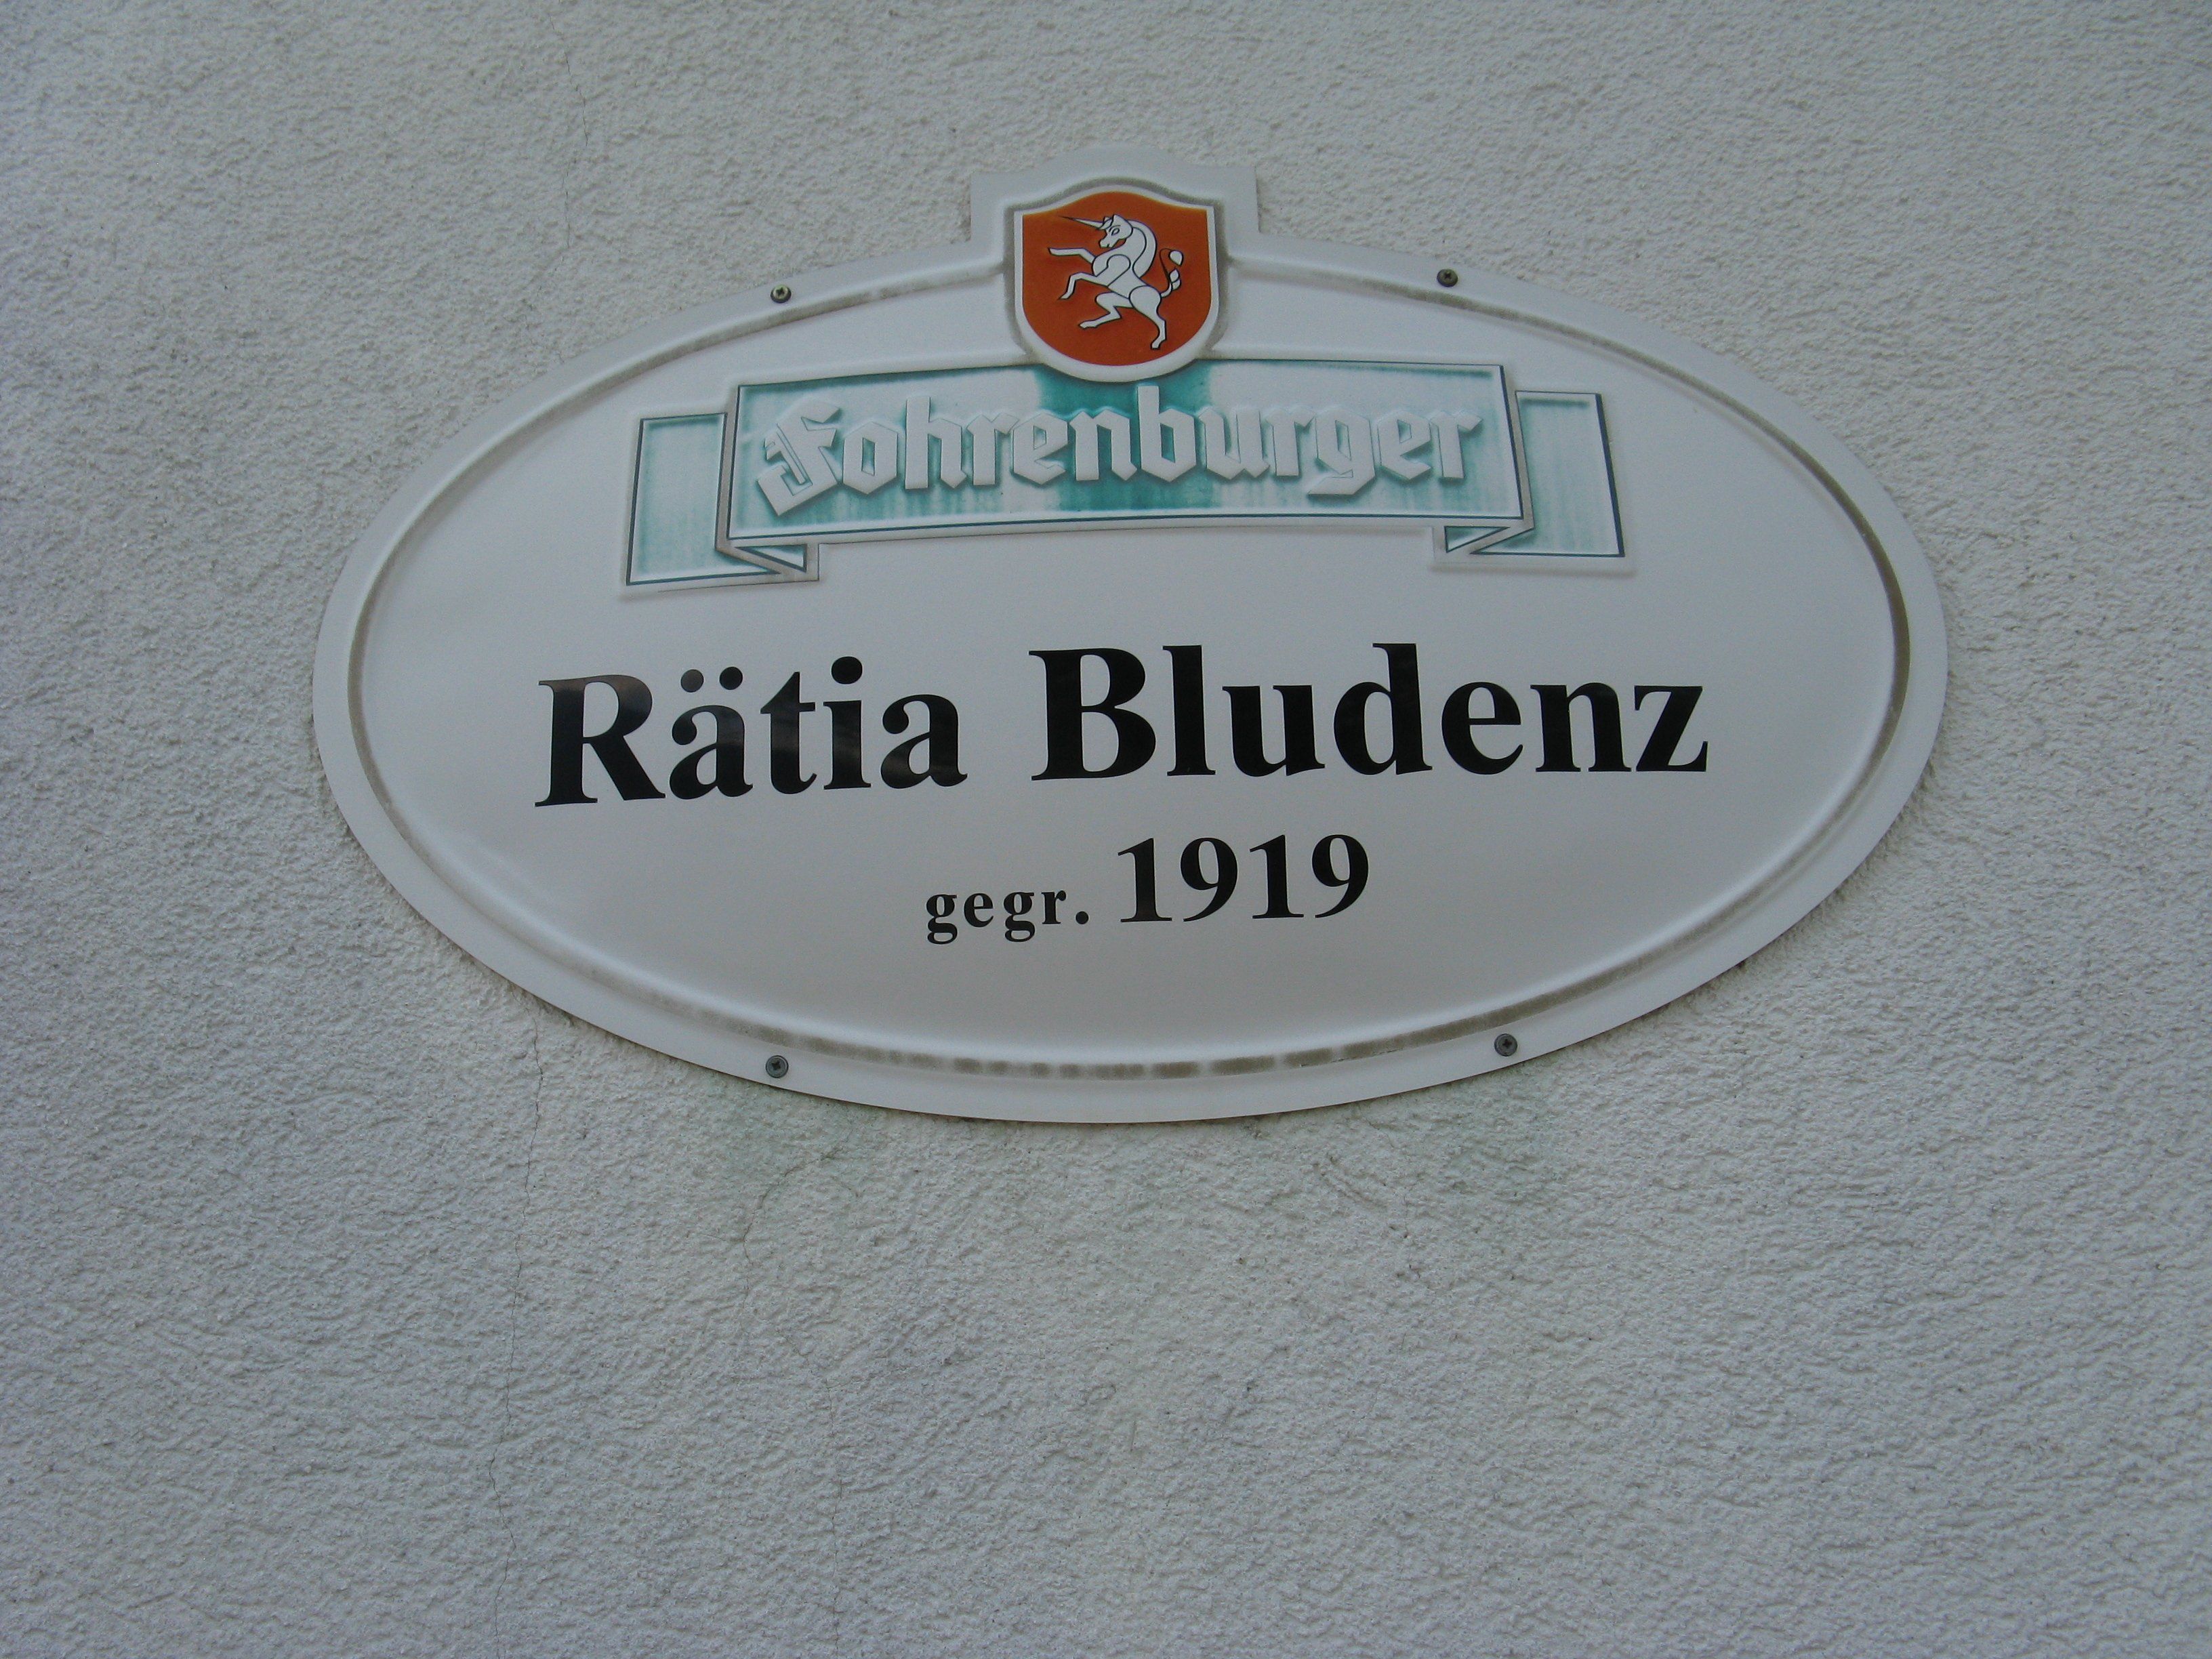 Fohrenburger
Rätia Bludenz
gegr. 1919